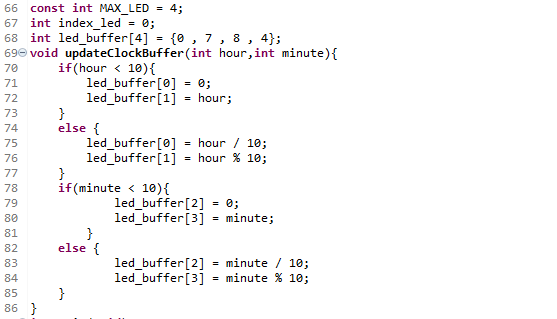 66 const int MAX_LED = 4;
67 int index_led = 0;
68 int led_buffer[4] = {0 , 7 , 8 , 4};
69 void updateClockBuffer(int hour,int minute){
70     if(hour < 10){
71         led_buffer[0] = 0;
72         led_buffer[1] = hour;
73     }
74     else {
75         led_buffer[0] = hour / 10;
76         led_buffer[1] = hour % 10;
77     }
78     if(minute < 10){
79             led_buffer[2] = 0;
80             led_buffer[3] = minute;
81         }
82     else {
83             led_buffer[2] = minute / 10;
84             led_buffer[3] = minute % 10;
85     }
86 }